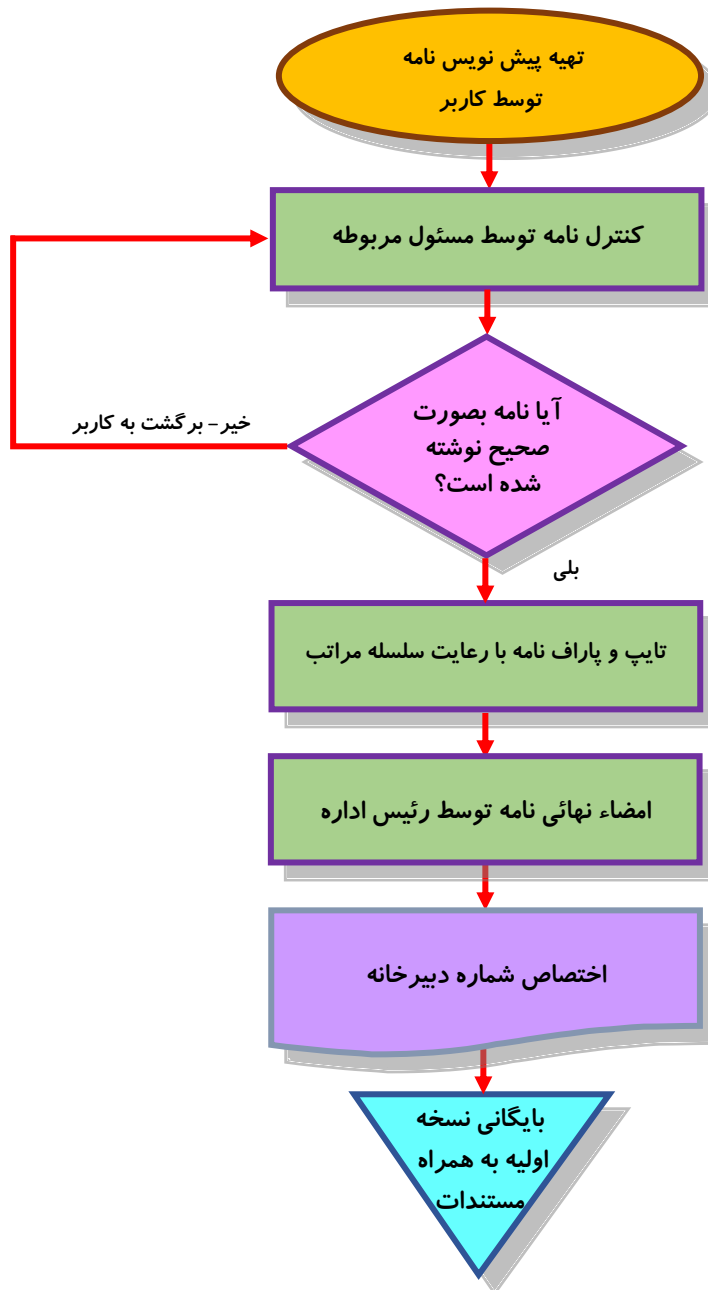 تهیه پیش نویس نامه
توسط کاربر
کنترل نامه توسط مسئول مربوطه
آیا نامه بصورت
صحیح نوشته
شده است؟
خیر – برگشت به کاربر
بلی
تایپ و پاراف نامه با رعایت سلسله مراتب
امضاء نهائی نامه توسط رئیس اداره
اختصاص شماره دبیرخانه
بایگانی نسخه
اولیه به همراه
مستندات